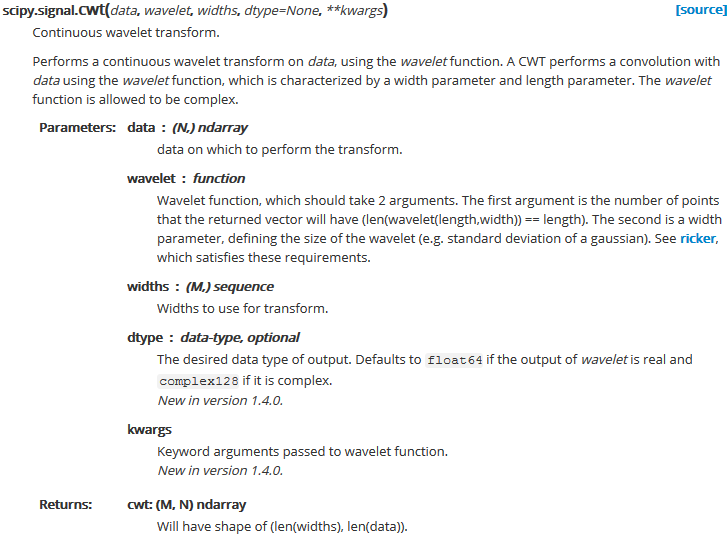 scipy.signal.cwt(data, wavelet, widths, dtype=None, **kwargs) [source]
Continuous wavelet transform.
Performs a continuous wavelet transform on data, using the wavelet function. A CWT performs a convolution with
data using the wavelet function, which is characterized by a width parameter and length parameter. The wavelet
function is allowed to be complex.
Parameters: data : (N,) ndarray
data on which to perform the transform.
wavelet : function
Wavelet function, which should take 2 arguments. The first argument is the number of points
that the returned vector will have (len(wavelet(length,width)) == length). The second is a width
parameter, defining the size of the wavelet (e.g. standard deviation of a gaussian). See ricker,
which satisfies these requirements.
widths : (M,) sequence
Widths to use for transform.
dtype : data-type, optional
The desired data type of output. Defaults to float64 if the output of wavelet is real and
complex128 if it is complex.
New in version 1.4.0.
kwargs
Keyword arguments passed to wavelet function.
New in version 1.4.0.
Returns: cwt: (M, N) ndarray
Will have shape of (len(widths), len(data)).